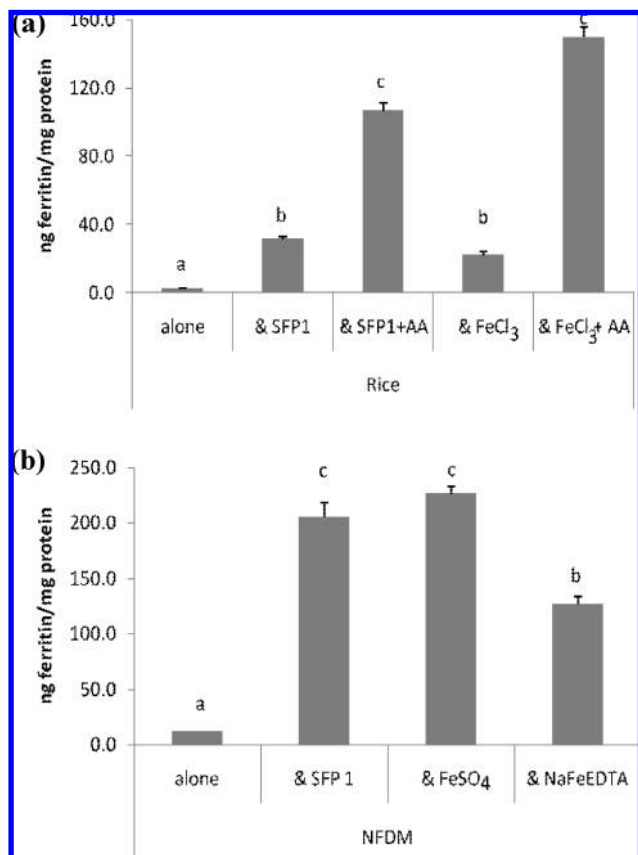 (a)
160.0
120.0
80.0
40.0
0.0
ng ferritin/mg protein
a
b
c
b
c
alone
& SFP1
& SFP1+AA
& FeCl3
& FeCl3+ AA
Rice
(b)
250.0
200.0
150.0
100.0
50.0
0.0
ng ferritin/mg protein
a
c
c
b
alone
& SFP 1
& FeSO4
& NaFeEDTA
NFDM